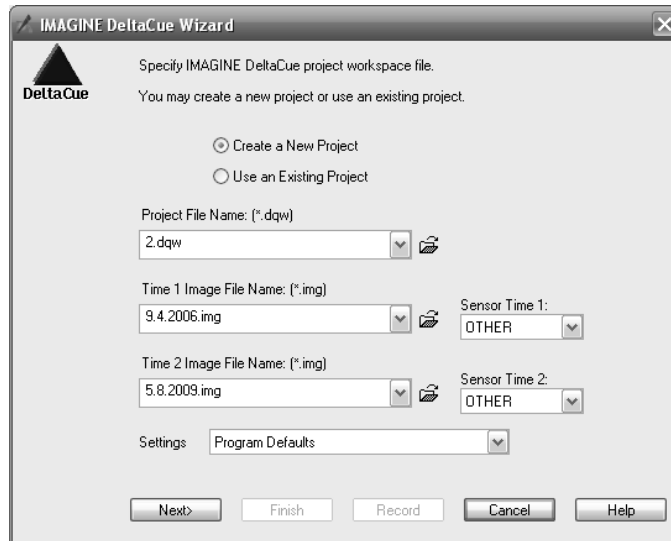 IMAGINE DeltaCue Wizard
DeltaCue
Specify IMAGINE DeltaCue project workspace file.
You may create a new project or use an existing project.
Create a New Project
Use an Existing Project
Project File Name: (*.dqw)
2.dqw
Time 1 Image File Name: (*.img)
9.4.2006.img
Sensor Time 1:
OTHER
Time 2 Image File Name: (*.img)
5.8.2009.img
Sensor Time 2:
OTHER
Settings Program Defaults
Next> Finish Record Cancel Help